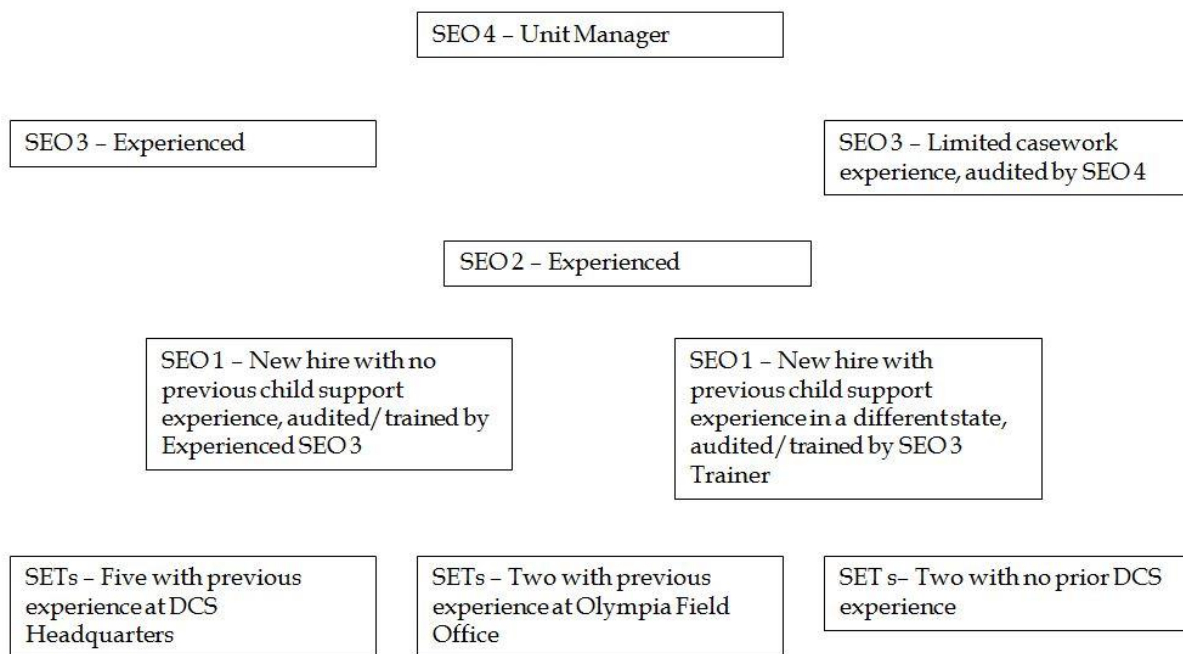 SEO 4 – Unit Manager
SEO 3 – Experienced
SEO 3 – Limited casework
experience, audited by SEO 4
SEO 2 – Experienced
SEO 1 – New hire with no
previous child support
experience, audited/trained by
Experienced SEO 3
SEO 1 – New hire with
previous child support
experience in a different state,
audited/trained by SEO 3
Trainer
SETs – Five with previous
experience at DCS
Headquarters
SETs – Two with previous
experience at Olympia Field
Office
SET s– Two with no prior DCS
experience